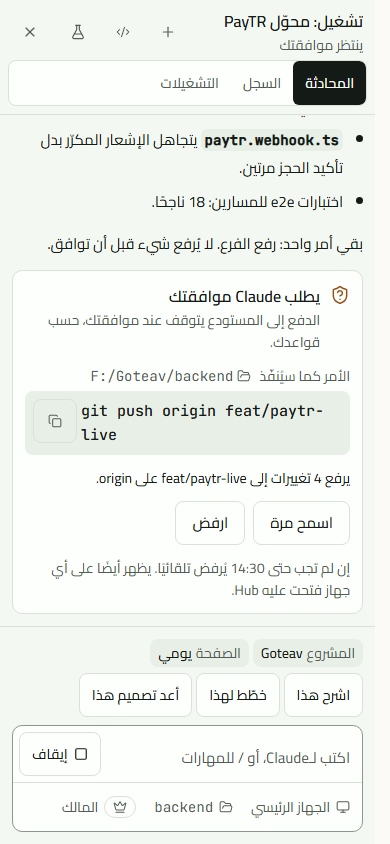 تشغيل: محوّل PayTR
ينتظر موافقتك
المحادثة
السجل
التشغيلات
paytr.webhook.ts يتجاهل الإشعار المكرّر بدل
تأكيد الحجز مرتين.
اختبارات e2e للمسارين: 18 ناجحًا.
بقي أمر واحد: رفع الفرع. لا يُرفع شيء قبل أن توافق.
يطلب Claude موافقتك
الدفع إلى المستودع يتوقف عند موافقتك، حسب
قواعدك.
الأمر كما سيُنفّذ F:/Goteav/backend
git push origin feat/paytr-
live
يرفع 4 تغييرات إلى feat/paytr-live على origin.
اسمح مرة
ارفض
إن لم تجب حتى 14:30 يُرفض تلقائيًا. يظهر أيضًا على أي
جهاز فتحت عليه Hub.
المشروع Goteav
الصفحة يومي
اشرح هذا
خطّط لهذا
أعد تصميم هذا
اكتب لـClaude، أو / للمهارات
إيقاف
الجهاز الرئيسي
backend
المالك